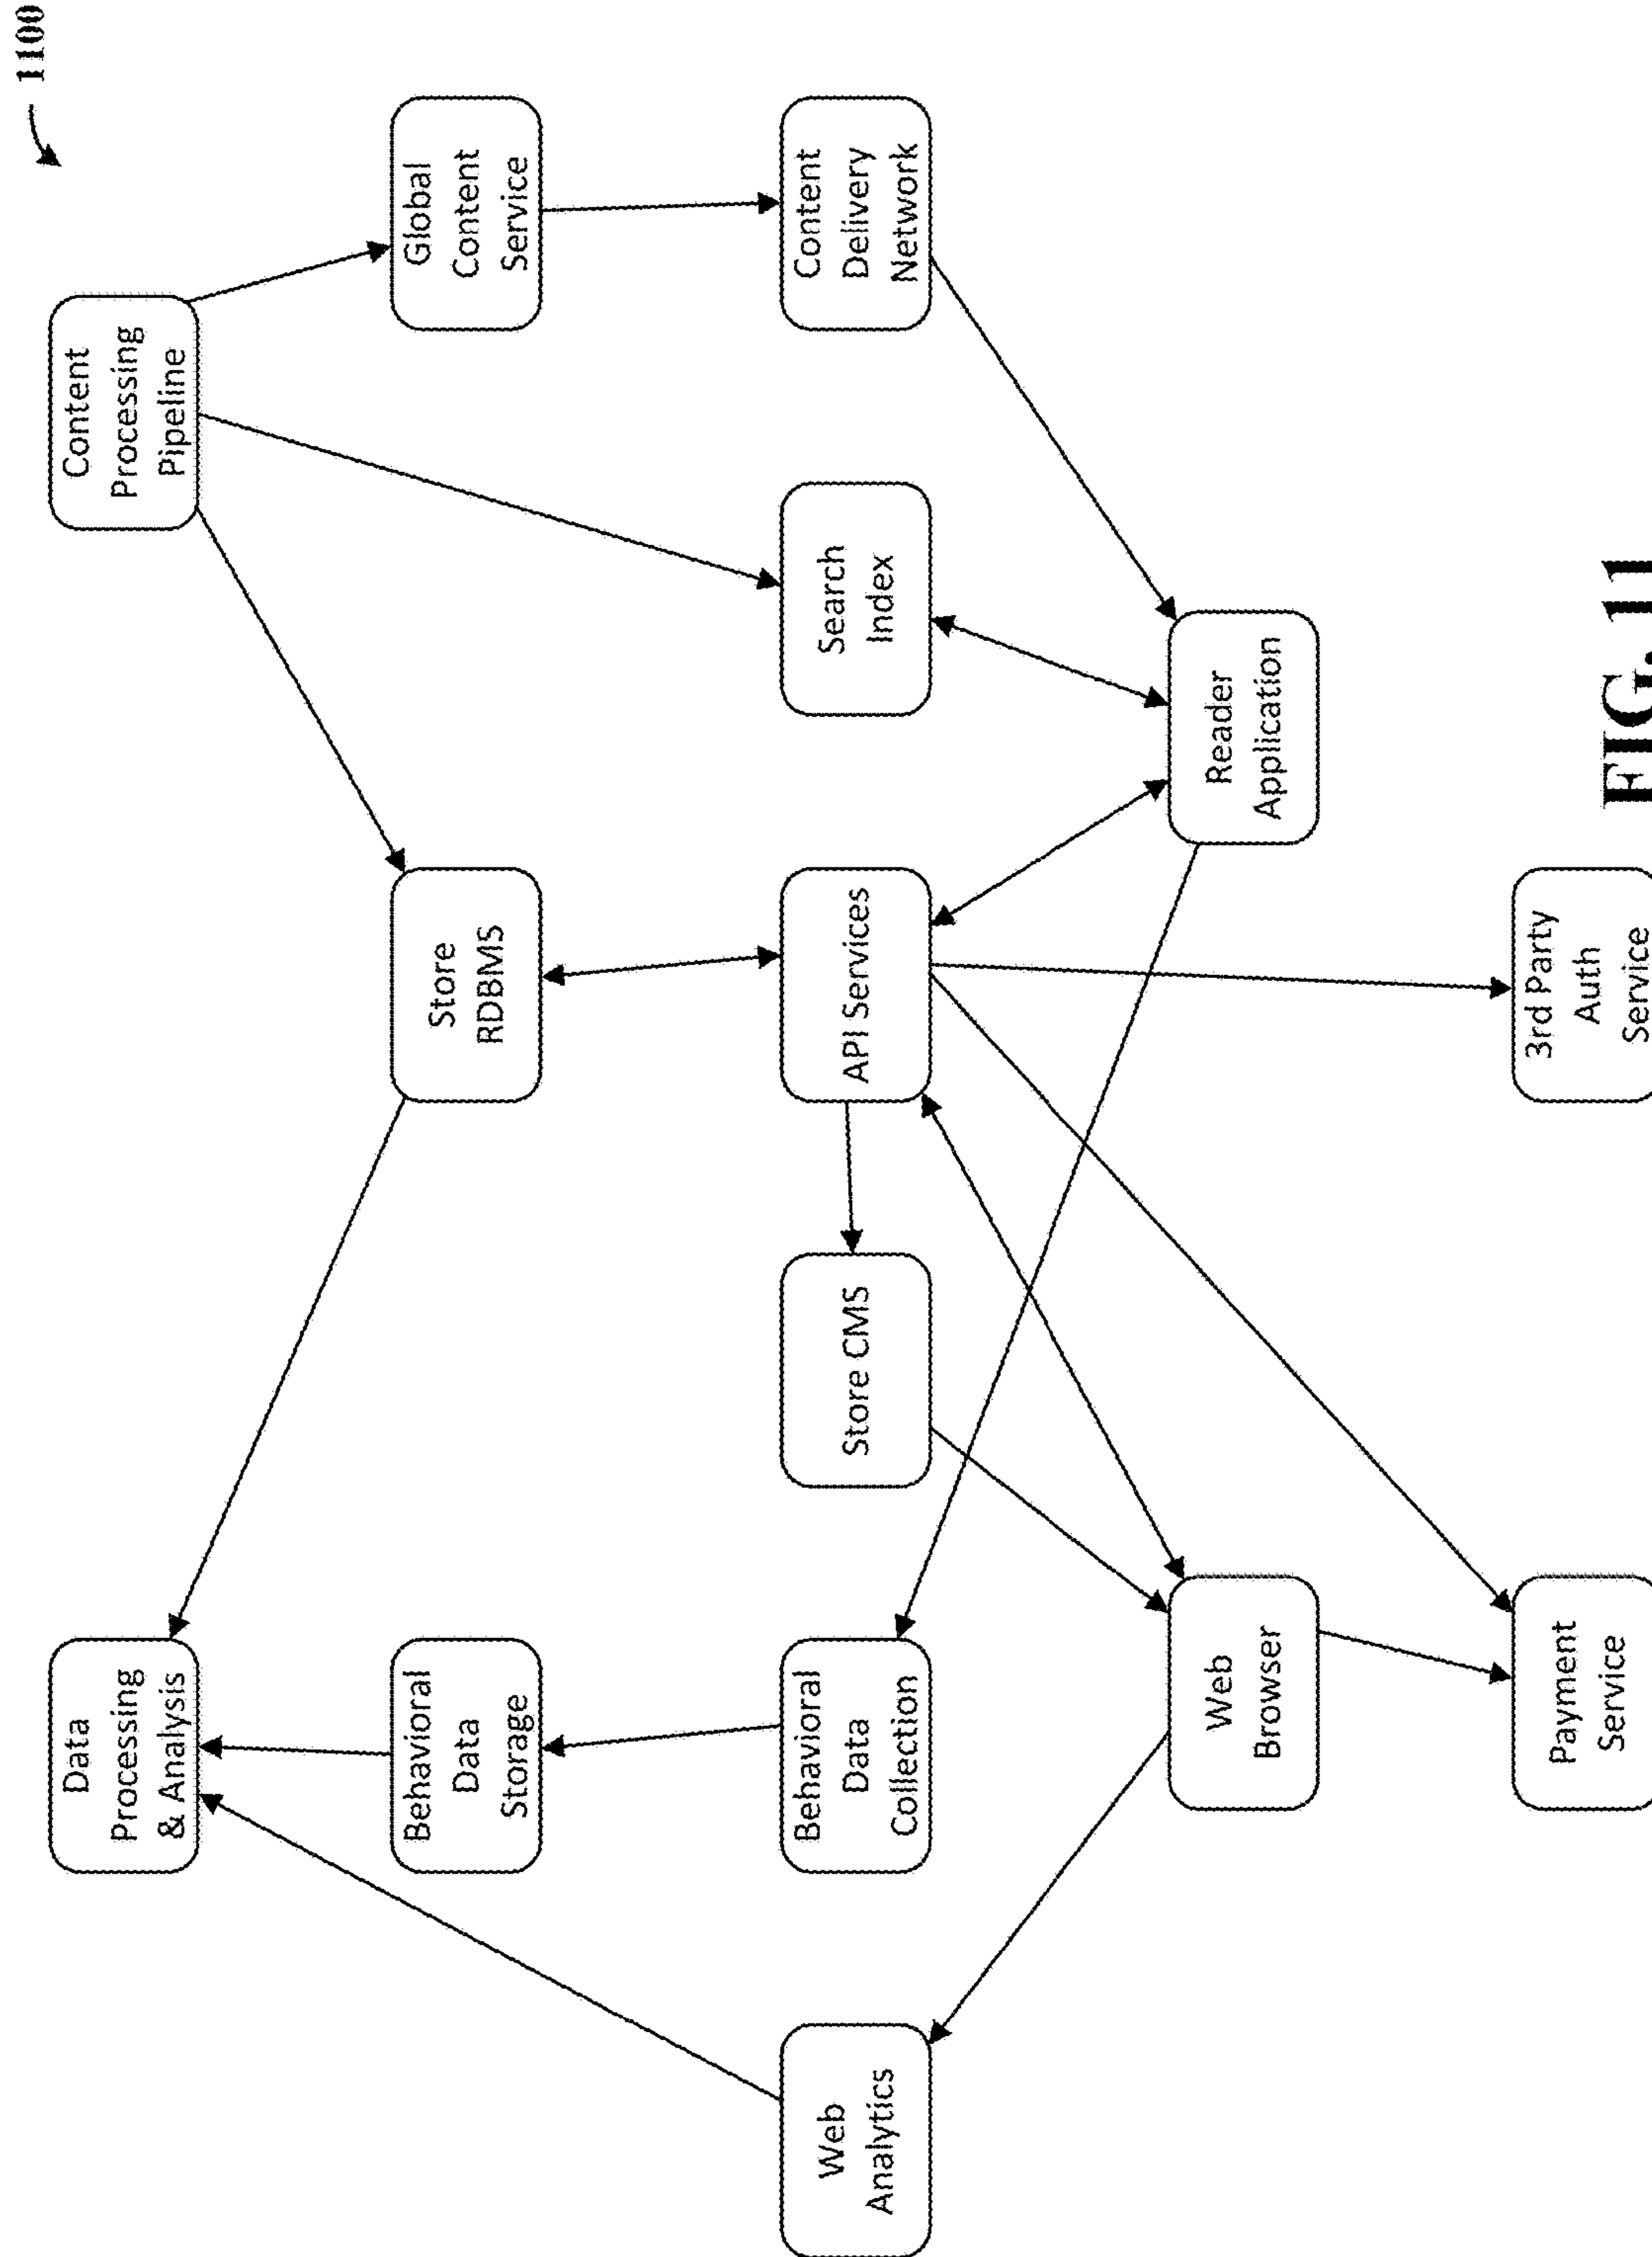 1100
Data
Processing
& Analysis
Content
Processing
Pipeline
Behavioral
Data
Storage
Store
RDBMS
Global
Content
Service
Web
Analytics
Behavioral
Data
Collection
Store CMS
API Services
Search
Index
Content
Delivery
Network
Web
Browser
Reader
Application
Payment
Service
3rd Party
Auth
Service
FIG. 11